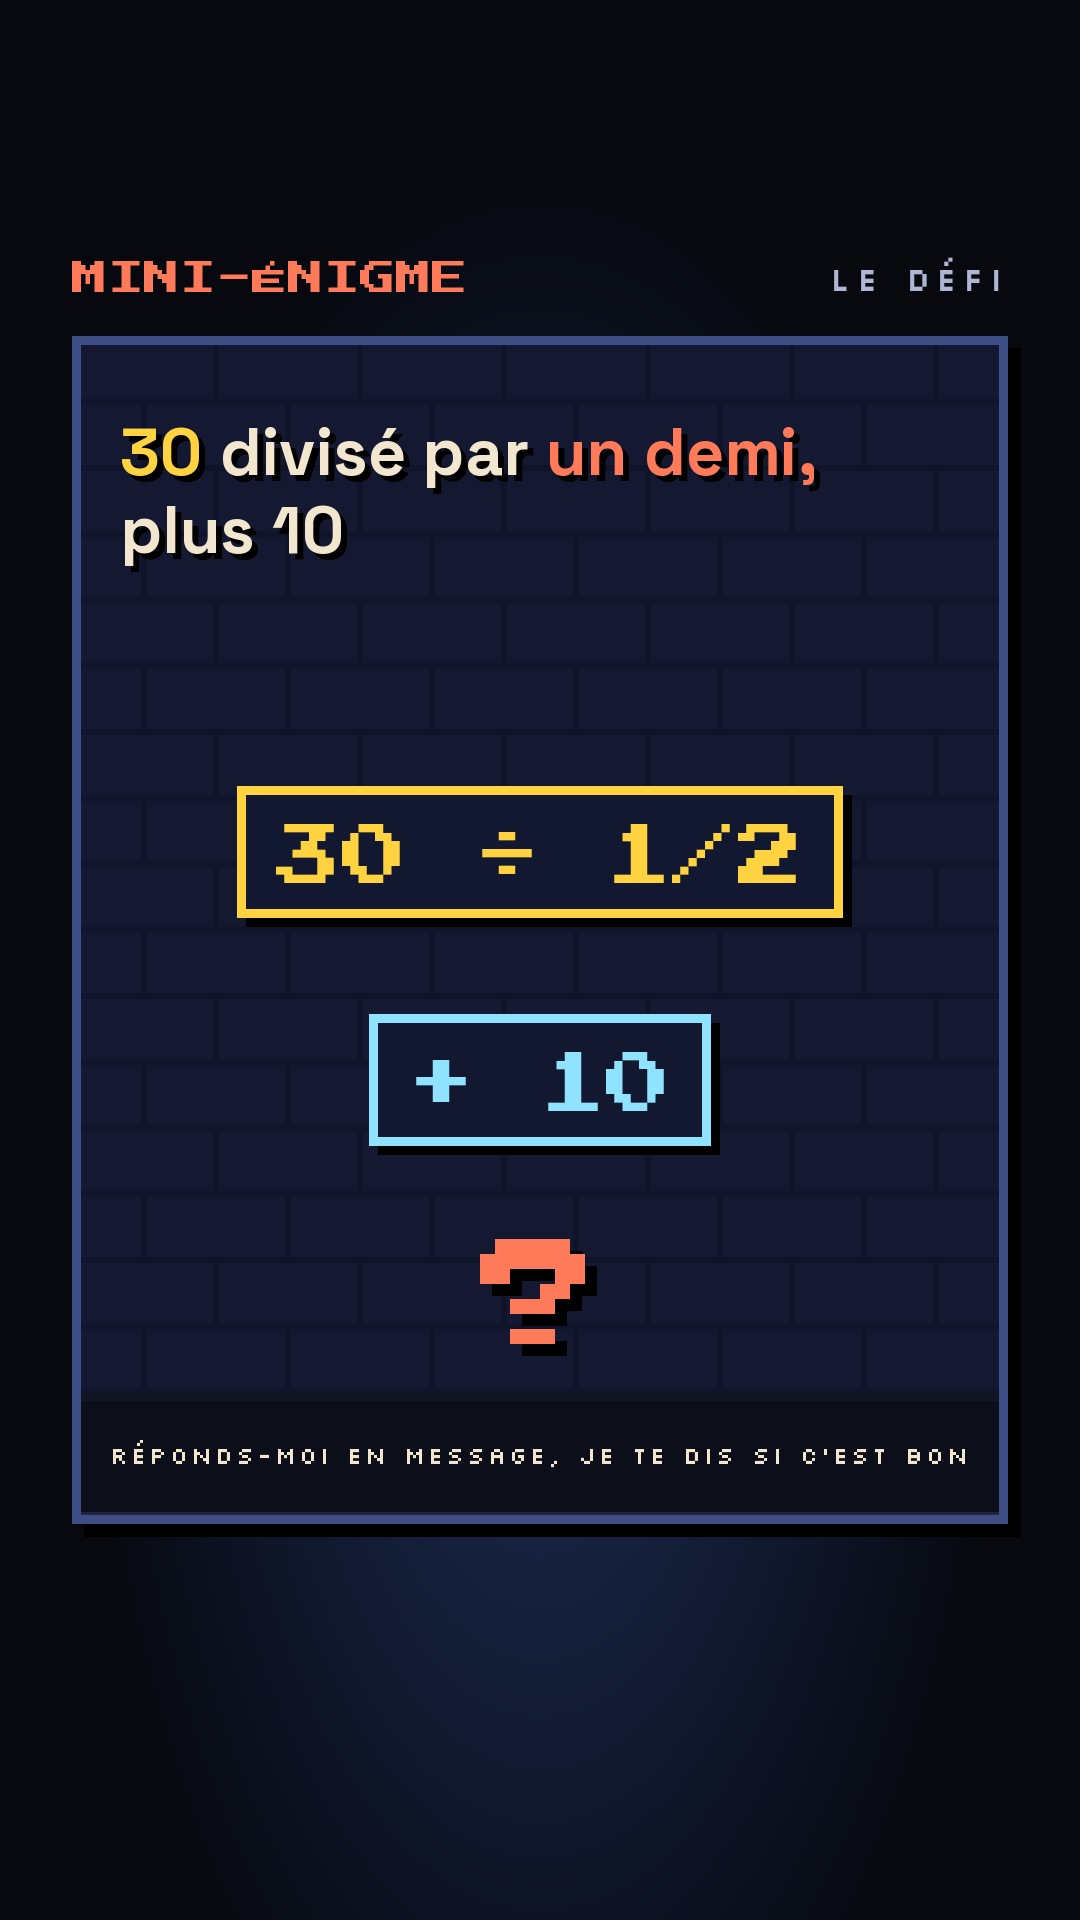 MINI-ÉNIGME
LE DÉFI
30 divisé par un demi,
plus 10
30 ÷ 1/2
+ 10
?
RÉPONDS-MOI EN MESSAGE, JE TE DIS SI C'EST BON